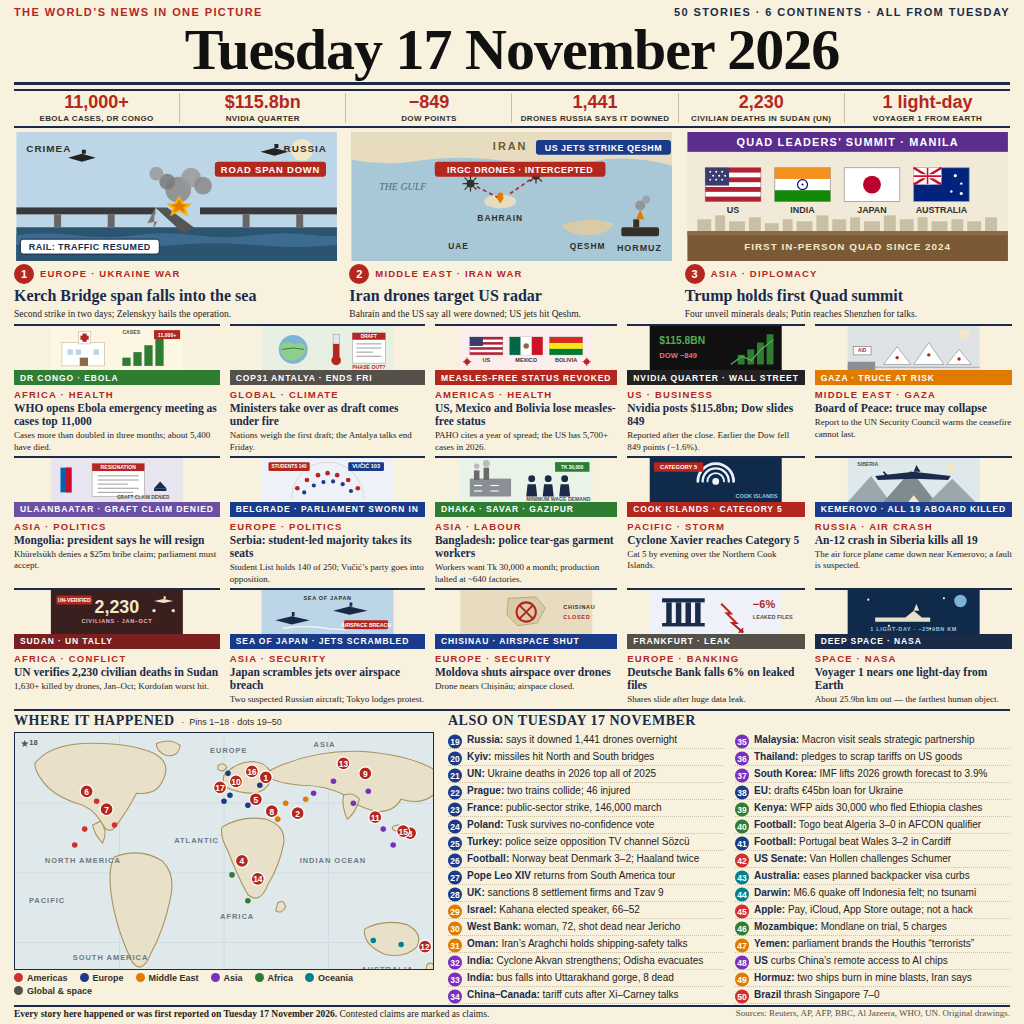 THE WORLD'S NEWS IN ONE PICTURE
50 STORIES · 6 CONTINENTS · ALL FROM TUESDAY
Tuesday 17 November 2026
11,000+
EBOLA CASES, DR CONGO
$115.8bn
NVIDIA QUARTER
−849
DOW POINTS
1,441
DRONES RUSSIA SAYS IT DOWNED
2,230
CIVILIAN DEATHS IN SUDAN (UN)
1 light-day
VOYAGER 1 FROM EARTH
CRIMEA
RUSSIA
ROAD SPAN DOWN
RAIL: TRAFFIC RESUMED
1 EUROPE · UKRAINE WAR
Kerch Bridge span falls into the sea
Second strike in two days; Zelenskyy hails the operation.
IRAN
US JETS STRIKE QESHM
IRGC DRONES · INTERCEPTED
THE GULF
BAHRAIN
UAE
QESHM
HORMUZ
2 MIDDLE EAST · IRAN WAR
Iran drones target US radar
Bahrain and the US say all were downed; US jets hit Qeshm.
QUAD LEADERS' SUMMIT · MANILA
US
INDIA
JAPAN
AUSTRALIA
FIRST IN-PERSON QUAD SINCE 2024
3 ASIA · DIPLOMACY
Trump holds first Quad summit
Four unveil minerals deals; Putin reaches Shenzhen for talks.
CASES
11,000+
DR CONGO · EBOLA
AFRICA · HEALTH
WHO opens Ebola emergency meeting as
cases top 11,000
Cases more than doubled in three months; about 5,400
have died.
DRAFT
PHASE OUT?
COP31 ANTALYA · ENDS FRI
GLOBAL · CLIMATE
Ministers take over as draft comes
under fire
Nations weigh the first draft; the Antalya talks end
Friday.
US
MEXICO
BOLIVIA
MEASLES-FREE STATUS REVOKED
AMERICAS · HEALTH
US, Mexico and Bolivia lose measles-
free status
PAHO cites a year of spread; the US has 5,700+
cases in 2026.
$115.8BN
DOW −849
NVIDIA QUARTER · WALL STREET
US · BUSINESS
Nvidia posts $115.8bn; Dow slides
849
Reported after the close. Earlier the Dow fell
849 points (−1.6%).
AID
GAZA · TRUCE AT RISK
MIDDLE EAST · GAZA
Board of Peace: truce may collapse
Report to the UN Security Council warns the ceasefire
cannot last.
RESIGNATION
GRAFT CLAIM DENIED
ULAANBAATAR · GRAFT CLAIM DENIED
ASIA · POLITICS
Mongolia: president says he will resign
Khürelsükh denies a $25m bribe claim; parliament must
accept.
STUDENTS 140
VUČIĆ 103
BELGRADE · PARLIAMENT SWORN IN
EUROPE · POLITICS
Serbia: student-led majority takes its
seats
Student List holds 140 of 250; Vučić's party goes into
opposition.
TK 30,000
MINIMUM WAGE DEMAND
DHAKA · SAVAR · GAZIPUR
ASIA · LABOUR
Bangladesh: police tear-gas garment
workers
Workers want Tk 30,000 a month; production
halted at ~640 factories.
CATEGORY 5
COOK ISLANDS
COOK ISLANDS · CATEGORY 5
PACIFIC · STORM
Cyclone Xavier reaches Category 5
Cat 5 by evening over the Northern Cook
Islands.
SIBERIA
KEMEROVO · ALL 19 ABOARD KILLED
RUSSIA · AIR CRASH
An-12 crash in Siberia kills all 19
The air force plane came down near Kemerovo; a fault
is suspected.
UN-VERIFIED
2,230
CIVILIANS · JAN–OCT
SUDAN · UN TALLY
AFRICA · CONFLICT
UN verifies 2,230 civilian deaths in Sudan
1,630+ killed by drones, Jan–Oct; Kordofan worst hit.
SEA OF JAPAN
AIRSPACE BREACH
SEA OF JAPAN · JETS SCRAMBLED
ASIA · SECURITY
Japan scrambles jets over airspace
breach
Two suspected Russian aircraft; Tokyo lodges protest.
CHISINAU
CLOSED
CHISINAU · AIRSPACE SHUT
EUROPE · SECURITY
Moldova shuts airspace over drones
Drone nears Chișinău; airspace closed.
−6%
LEAKED FILES
FRANKFURT · LEAK
EUROPE · BANKING
Deutsche Bank falls 6% on leaked
files
Shares slide after huge data leak.
1 LIGHT-DAY · ~25.9BN KM
DEEP SPACE · NASA
SPACE · NASA
Voyager 1 nears one light-day from
Earth
About 25.9bn km out — the farthest human object.
WHERE IT HAPPENED · Pins 1–18 · dots 19–50
★18
EUROPE
ASIA
13
9
16
1
10
17
6
5
7
8
2
11
15
ATLANTIC
NORTH AMERICA
4
INDIAN OCEAN
14
PACIFIC
AFRICA
12
SOUTH AMERICA
AUSTRALIA
Americas
Europe
Middle East
Asia
Africa
Oceania
Global & space
ALSO ON TUESDAY 17 NOVEMBER
19 Russia: says it downed 1,441 drones overnight
20 Kyiv: missiles hit North and South bridges
21 UN: Ukraine deaths in 2026 top all of 2025
22 Prague: two trains collide; 46 injured
23 France: public-sector strike, 146,000 march
24 Poland: Tusk survives no-confidence vote
25 Turkey: police seize opposition TV channel Sözcü
26 Football: Norway beat Denmark 3–2; Haaland twice
27 Pope Leo XIV returns from South America tour
28 UK: sanctions 8 settlement firms and Tzav 9
29 Israel: Kahana elected speaker, 66–52
30 West Bank: woman, 72, shot dead near Jericho
31 Oman: Iran's Araghchi holds shipping-safety talks
32 India: Cyclone Akvan strengthens; Odisha evacuates
33 India: bus falls into Uttarakhand gorge, 8 dead
34 China–Canada: tariff cuts after Xi–Carney talks
35 Malaysia: Macron visit seals strategic partnership
36 Thailand: pledges to scrap tariffs on US goods
37 South Korea: IMF lifts 2026 growth forecast to 3.9%
38 EU: drafts €45bn loan for Ukraine
39 Kenya: WFP aids 30,000 who fled Ethiopia clashes
40 Football: Togo beat Algeria 3–0 in AFCON qualifier
41 Football: Portugal beat Wales 3–2 in Cardiff
42 US Senate: Van Hollen challenges Schumer
43 Australia: eases planned backpacker visa curbs
44 Darwin: M6.6 quake off Indonesia felt; no tsunami
45 Apple: Pay, iCloud, App Store outage; not a hack
46 Mozambique: Mondlane on trial, 5 charges
47 Yemen: parliament brands the Houthis "terrorists"
48 US curbs China's remote access to AI chips
49 Hormuz: two ships burn in mine blasts, Iran says
50 Brazil thrash Singapore 7–0
Every story here happened or was first reported on Tuesday 17 November 2026. Contested claims are marked as claims.
Sources: Reuters, AP, AFP, BBC, Al Jazeera, WHO, UN. Original drawings.